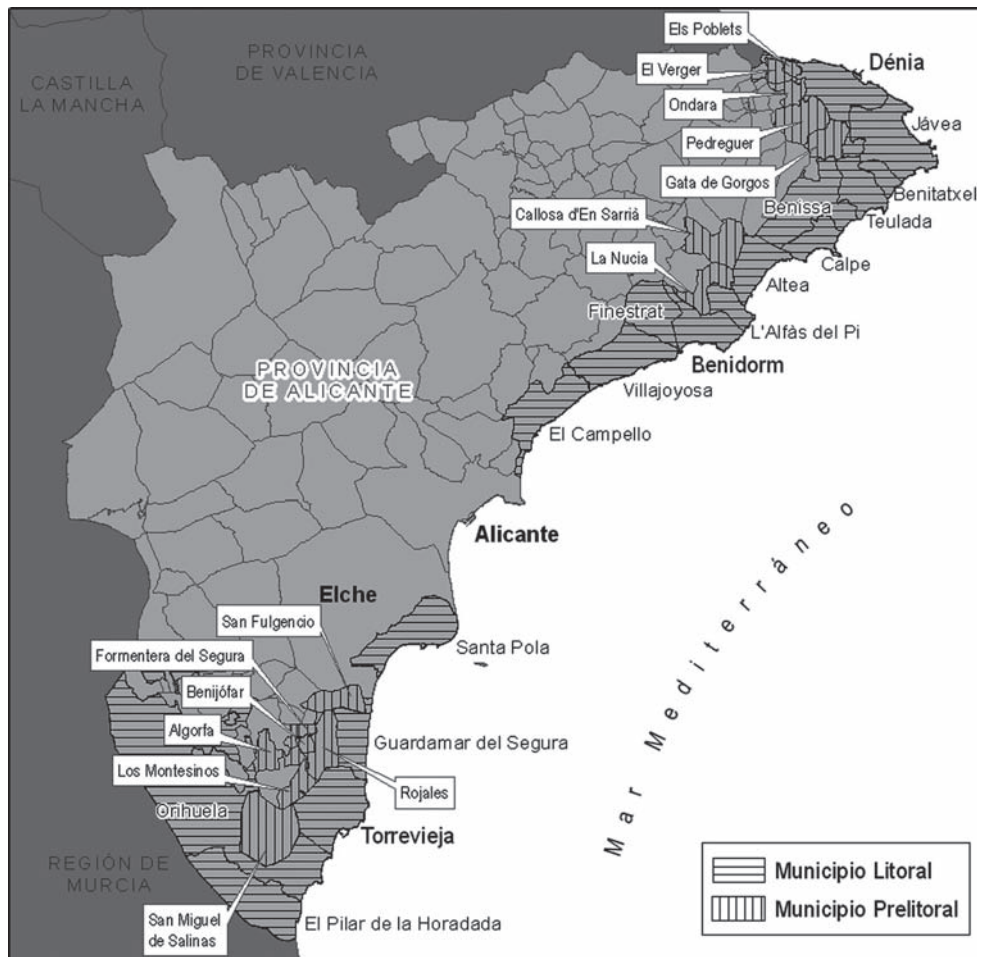 PROVINCIA
DE VALENCIA
CASTILLA
LA MANCHA
Els Poblets
El Verger
Dénia
Ondara
Jávea
Pedreguer
Gata de Gorgos
Benitatxel
Benissa
Callosa d'En Sarrià
Teulada
La Nucia
Calpe
Altea
Finestrat
L'Alfàs del Pi
PROVINCIA
DE ALICANTE
Benidorm
Villajoyosa
El Campello
Alicante
Mar Mediterráneo
Elche
San Fulgencio
Santa Pola
Formentera del Segura
Benijófar
Algorfa
Guardamar del Segura
Los Montesinos
Rojales
Orihuela
Torrevieja
REGIÓN DE
MURCIA
San Miguel
de Salinas
El Pilar de la Horadada
Municipio Litoral
Municipio Prelitoral